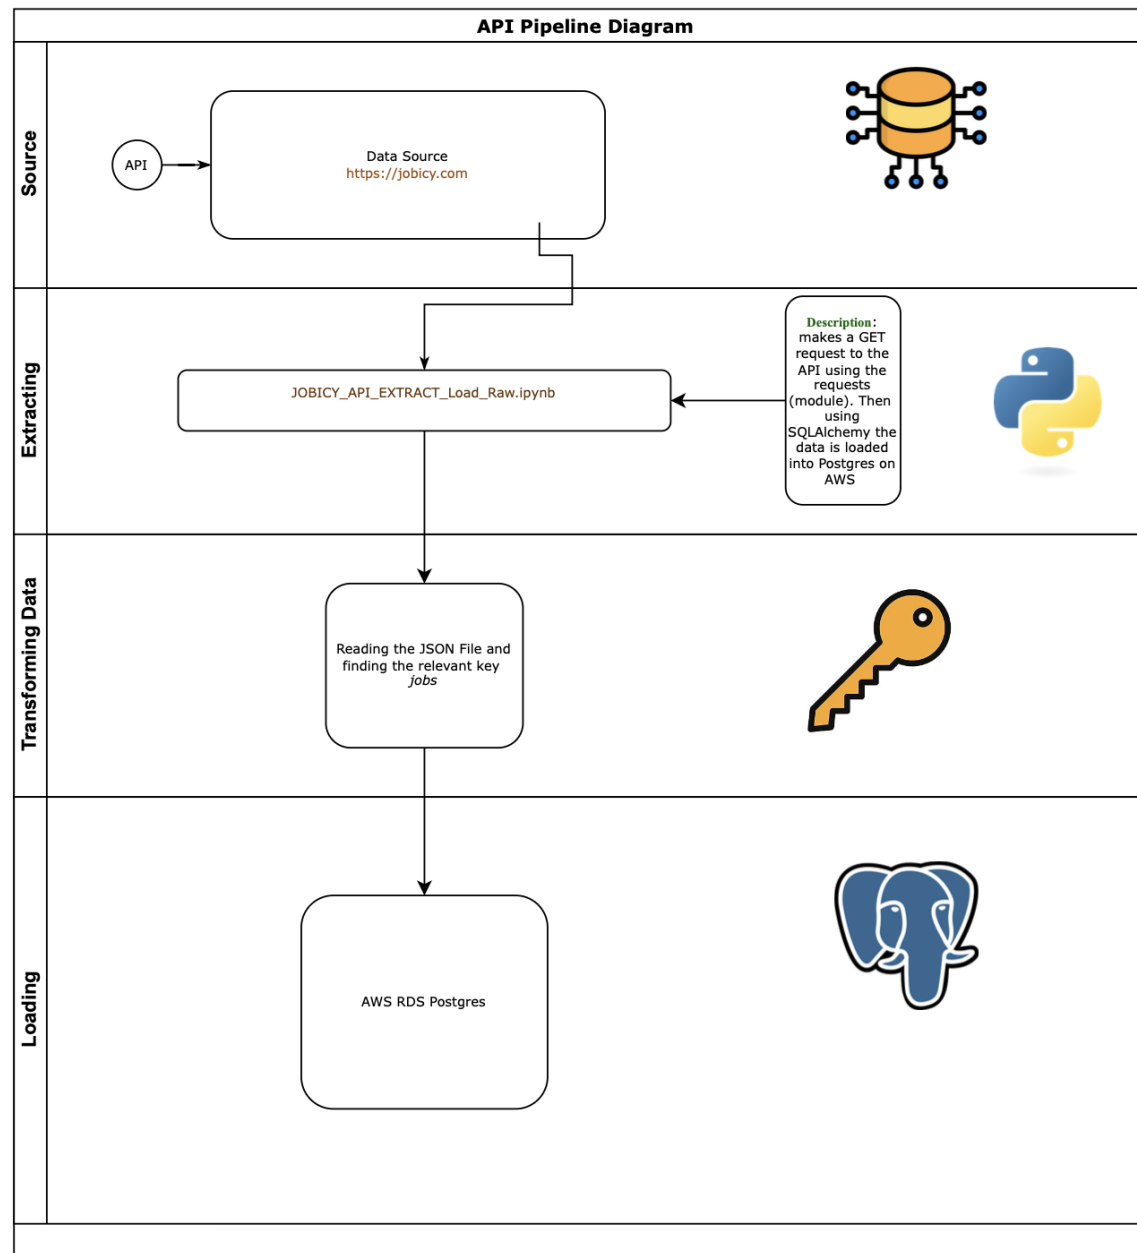 API Pipeline Diagram
Source
API
Data Source
https://jobicy.com
Extracting
JOBICY_API_EXTRACT_Load_Raw.ipynb
Description:
makes a GET
request to the
API using the
requests
(module). Then
using
SQLAlchemy the
data is loaded
into Postgres on
AWS
Transforming Data
Reading the JSON File and
finding the relevant key
jobs
Loading
AWS RDS Postgres